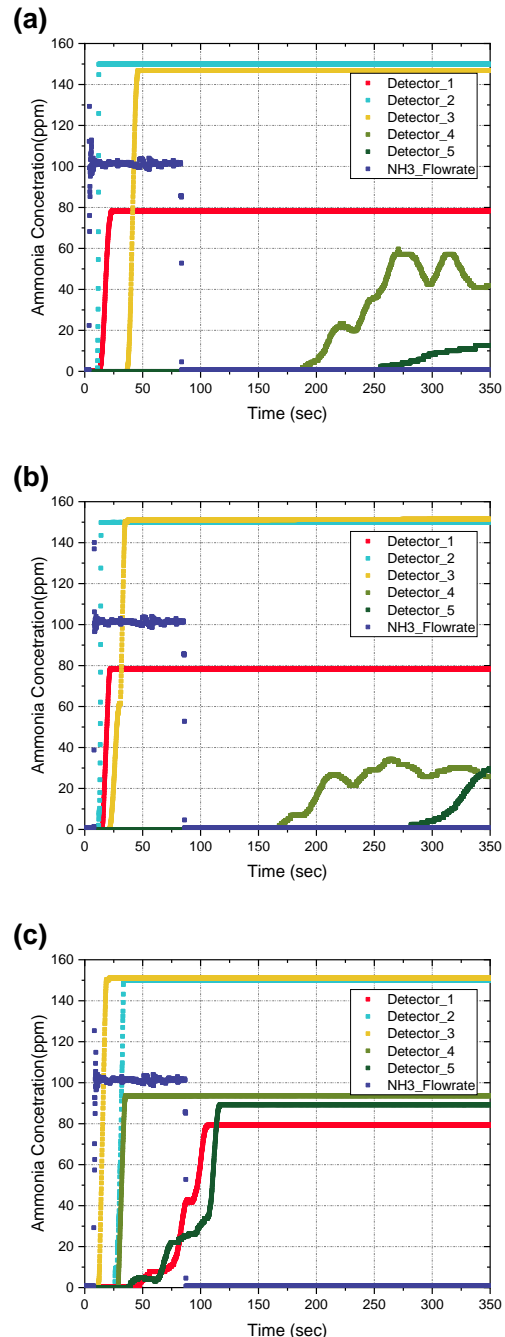 (a)
160
140
120
100
80
60
40
20
0
Ammonia Concetration(ppm)
Detector_1
Detector_2
Detector_3
Detector_4
Detector_5
NH3_Flowrate
0 50 100 150 200 250 300 350
Time (sec)
(b)
160
140
120
100
80
60
40
20
0
Ammonia Concetration(ppm)
Detector_1
Detector_2
Detector_3
Detector_4
Detector_5
NH3_Flowrate
0 50 100 150 200 250 300 350
Time (sec)
(c)
160
140
120
100
80
60
40
20
0
Ammonia Concetration(ppm)
Detector_1
Detector_2
Detector_3
Detector_4
Detector_5
NH3_Flowrate
0 50 100 150 200 250 300 350
Time (sec)